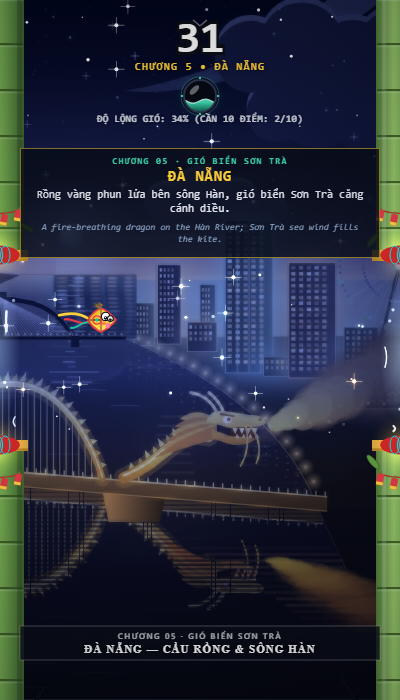 31
CHƯƠNG 5 • ĐÀ NẴNG
ĐỘ LỘNG GIÓ: 34% (CẦN 10 ĐIỂM: 2/10)
CHƯƠNG 05 · GIÓ BIỂN SƠN TRÀ
ĐÀ NẴNG
Rồng vàng phun lửa bên sông Hàn, gió biển Sơn Trà căng
cánh diều.
A fire-breathing dragon on the Hàn River; Sơn Trà sea wind fills
the kite.
CHƯƠNG 05 · GIÓ BIỂN SƠN TRÀ
ĐÀ NẴNG — CẦU RỒNG & SÔNG HÀN